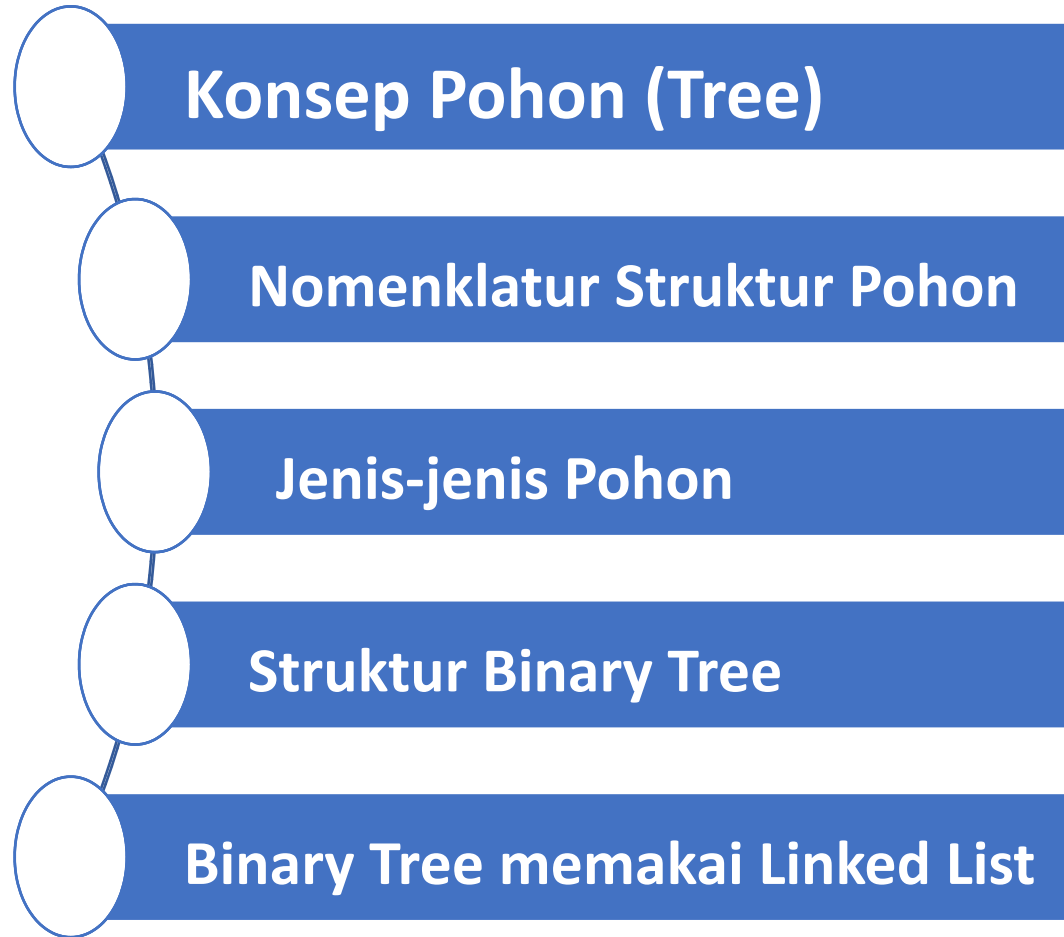 Konsep Pohon (Tree)
Nomenklatur Struktur Pohon
Jenis-jenis Pohon
Struktur Binary Tree
Binary Tree memakai Linked List